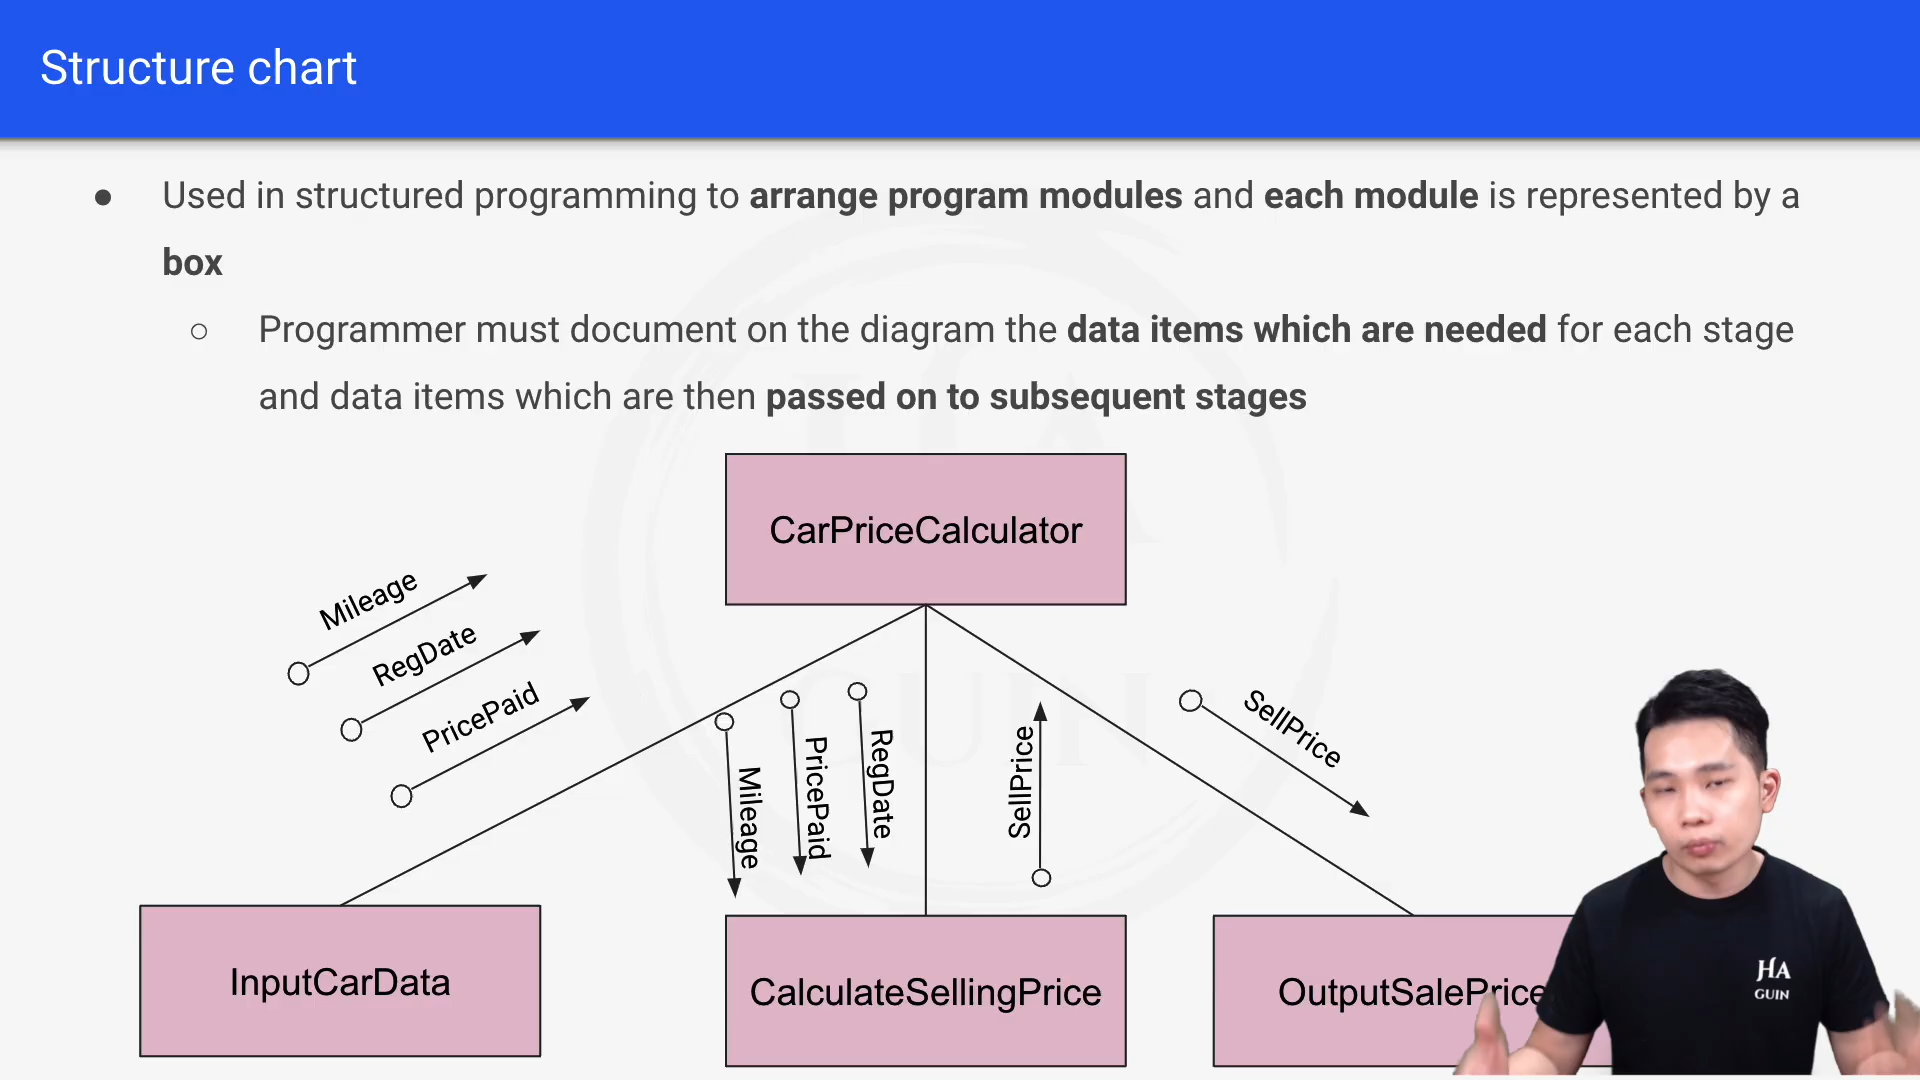 Structure chart
● Used in structured programming to arrange program modules and each module is represented by a
box
○ Programmer must document on the diagram the data items which are needed for each stage
and data items which are then passed on to subsequent stages
CarPriceCalculator
Mileage
RegDate
PricePaid
Mileage
PricePaid
RegDate
SellPrice
SellPrice
InputCarData
CalculateSellingPrice
OutputSalePrice
HA
GUIN
HA
GUIN